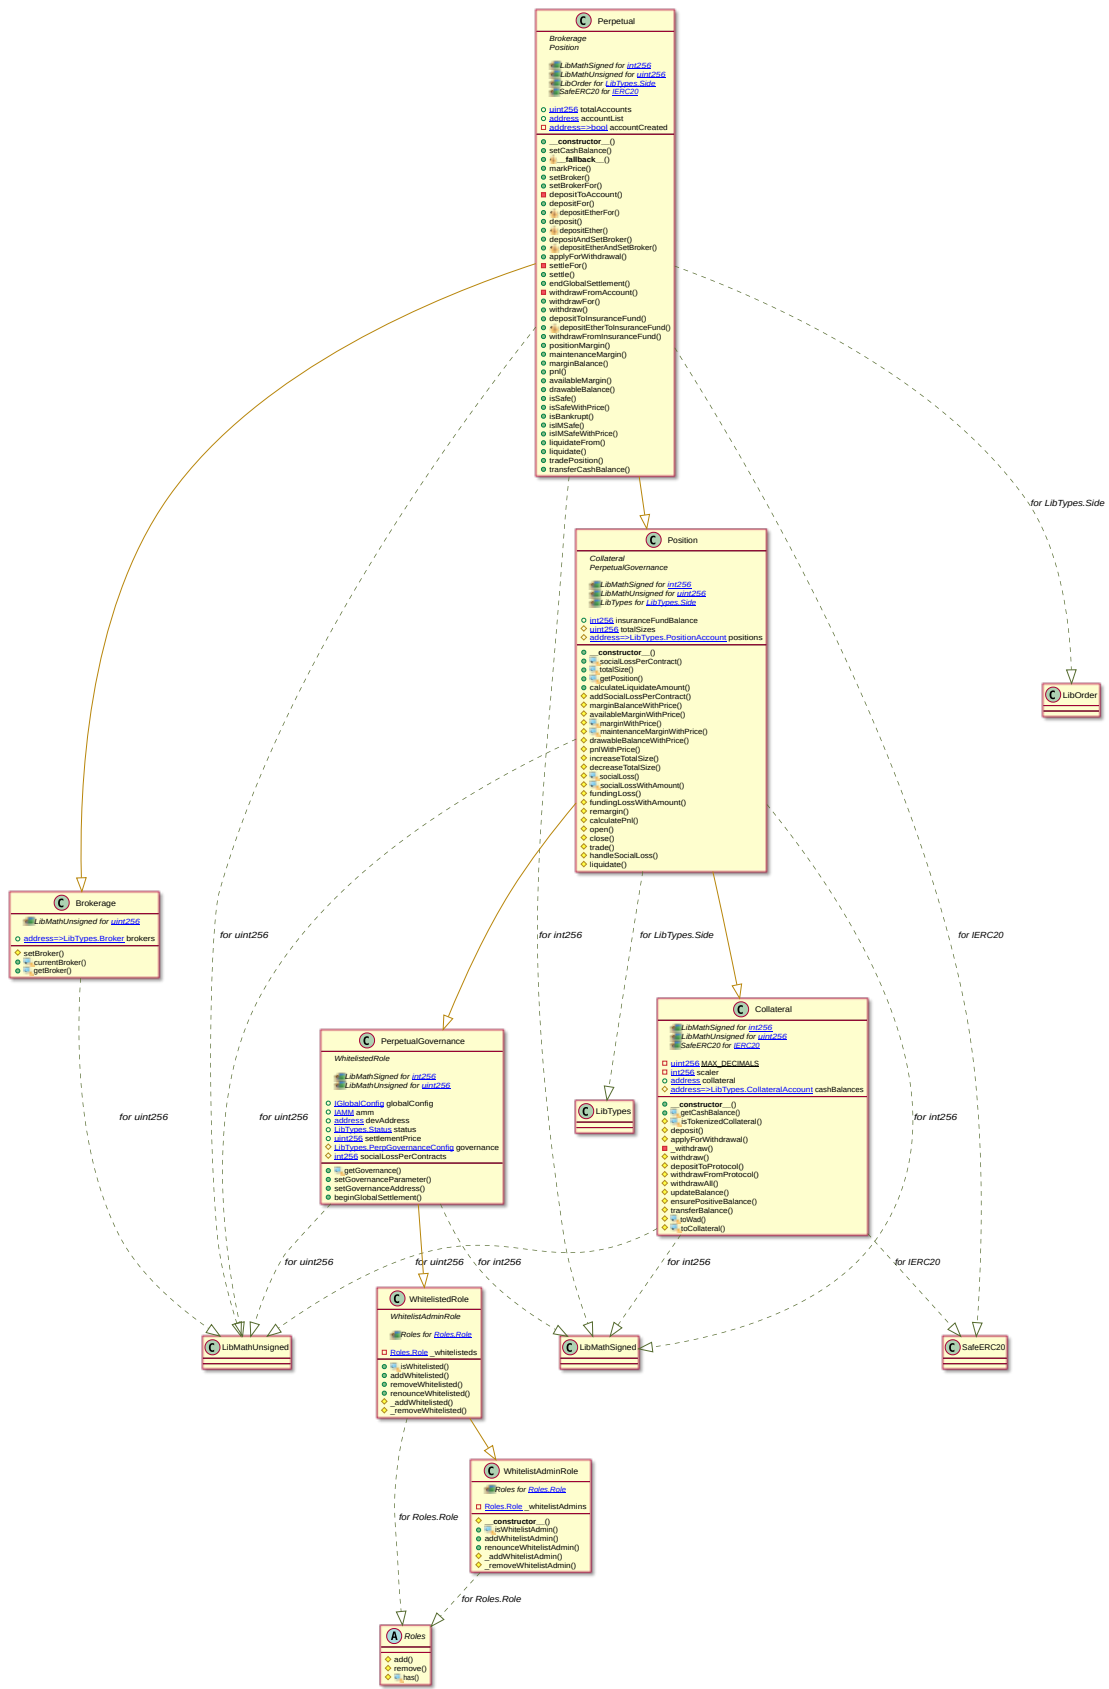 Perpetual
Brokerage
Position
LibMathSigned for int256
LibMathUnsigned for uint256
LibOrder for LibTypes.Side
SafeERC20 for IERC20
uint256 totalAccounts
address accountList
address=>bool accountCreated
__constructor__()
setCashBalance()
__fallback__()
markPrice()
setBroker()
setBrokerFor()
depositToAccount()
depositFor()
depositEtherFor()
deposit()
depositEther()
depositAndSetBroker()
depositEtherAndSetBroker()
applyForWithdrawal()
settleFor()
settle()
endGlobalSettlement()
withdrawFromAccount()
withdrawFor()
withdraw()
depositToInsuranceFund()
depositEtherToInsuranceFund()
withdrawFromInsuranceFund()
positionMargin()
maintenanceMargin()
marginBalance()
pnl()
availableMargin()
drawableBalance()
isSafe()
isSafeWithPrice()
isBankrupt()
isIMSafe()
isIMSafeWithPrice()
liquidateFrom()
liquidate()
tradePosition()
transferCashBalance()
for LibTypes.Side
Position
Collateral
PerpetualGovernance
LibMathSigned for int256
LibMathUnsigned for uint256
LibTypes for LibTypes.Side
int256 insuranceFundBalance
uint256 totalSizes
address=>LibTypes.PositionAccount positions
__constructor__()
socialLossPerContract()
totalSize()
getPosition()
calculateLiquidateAmount()
addSocialLossPerContract()
marginBalanceWithPrice()
availableMarginWithPrice()
marginWithPrice()
maintenanceMarginWithPrice()
drawableBalanceWithPrice()
pnlWithPrice()
increaseTotalSize()
decreaseTotalSize()
socialLoss()
socialLossWithAmount()
fundingLoss()
fundingLossWithAmount()
remargin()
calculatePnl()
open()
close()
trade()
handleSocialLoss()
liquidate()
LibOrder
Brokerage
LibMathUnsigned for uint256
address=>LibTypes.Broker brokers
setBroker()
currentBroker()
getBroker()
for uint256
for int256
for LibTypes.Side
for IERC20
PerpetualGovernance
WhitelistedRole
LibMathSigned for int256
LibMathUnsigned for uint256
IGlobalConfig globalConfig
IAMM amm
address devAddress
LibTypes.Status status
uint256 settlementPrice
LibTypes.PerpGovernanceConfig governance
int256 socialLossPerContracts
getGovernance()
setGovernanceParameter()
setGovernanceAddress()
beginGlobalSettlement()
LibTypes
Collateral
LibMathSigned for int256
LibMathUnsigned for uint256
SafeERC20 for IERC20
uint256 MAX_DECIMALS
int256 scaler
address collateral
address=>LibTypes.CollateralAccount cashBalances
__constructor__()
getCashBalance()
isTokenizedCollateral()
deposit()
applyForWithdrawal()
_withdraw()
withdraw()
depositToProtocol()
withdrawFromProtocol()
withdrawAll()
updateBalance()
ensurePositiveBalance()
transferBalance()
toWad()
toCollateral()
for uint256
for uint256
for int256
for uint256
for uint256
for int256
for int256
for IERC20
LibMathUnsigned
WhitelistedRole
WhitelistAdminRole
Roles for Roles.Role
Roles.Role _whitelisteds
isWhitelisted()
addWhitelisted()
removeWhitelisted()
renounceWhitelisted()
_addWhitelisted()
_removeWhitelisted()
LibMathSigned
SafeERC20
WhitelistAdminRole
Roles for Roles.Role
Roles.Role _whitelistAdmins
__constructor__()
isWhitelistAdmin()
addWhitelistAdmin()
renounceWhitelistAdmin()
_addWhitelistAdmin()
_removeWhitelistAdmin()
for Roles.Role
for Roles.Role
Roles
add()
remove()
has()